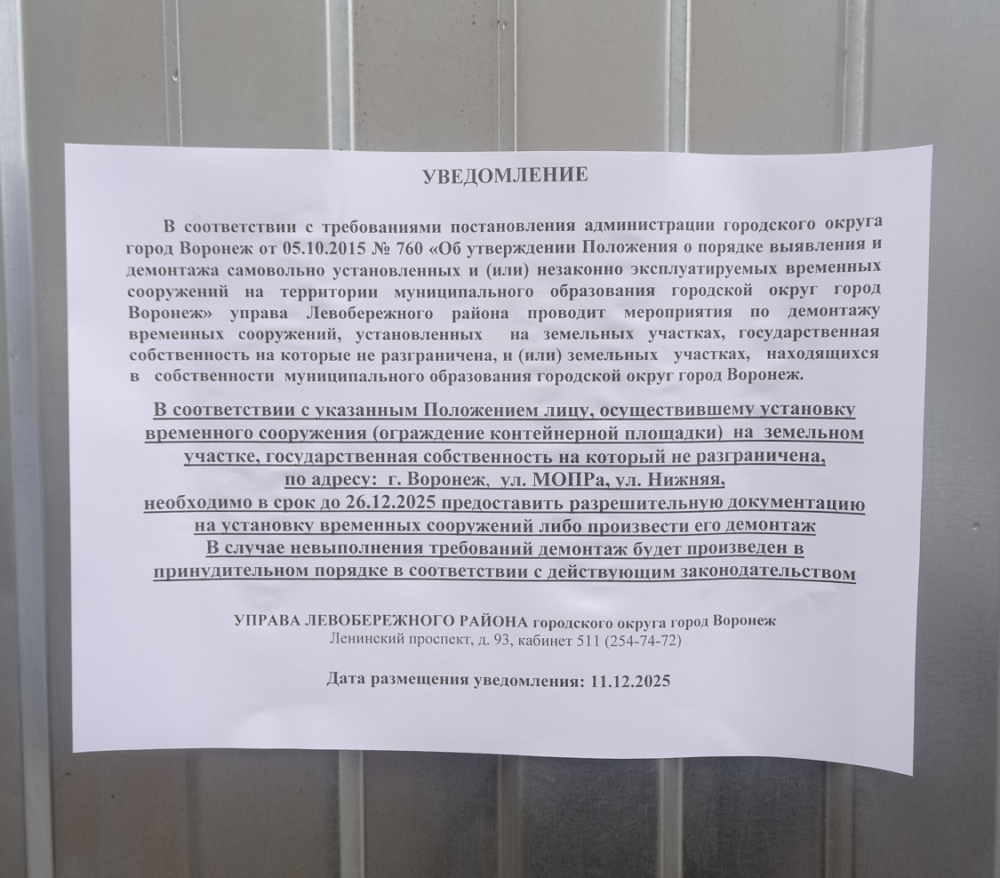 УВЕДОМЛЕНИЕ
В соответствии с требованиями постановления администрации городского округа
город Воронеж от 05.10.2015 № 760 «Об утверждении Положения о порядке выявления и
демонтажа самовольно установленных и (или) незаконно эксплуатируемых временных
сооружений на территории муниципального образования городской округ город
Воронеж» управа Левобережного района проводит мероприятия по демонтажу
временных сооружений, установленных на земельных участках, государственная
собственность на которые не разграничена, и (или) земельных участках, находящихся
в собственности муниципального образования городской округ город Воронеж.
В соответствии с указанным Положением лицу, осуществившему установку
временного сооружения (ограждение контейнерной площадки) на земельном
участке, государственная собственность на который не разграничена,
по адресу: г. Воронеж, ул. МОПРа, ул. Нижняя,
необходимо в срок до 26.12.2025 предоставить разрешительную документацию
на установку временных сооружений либо произвести его демонтаж
В случае невыполнения требований демонтаж будет произведен в
принудительном порядке в соответствии с действующим законодательством
УПРАВА ЛЕВОБЕРЕЖНОГО РАЙОНА городского округа город Воронеж
Ленинский проспект, д. 93, кабинет 511 (254-74-72)
Дата размещения уведомления: 11.12.2025